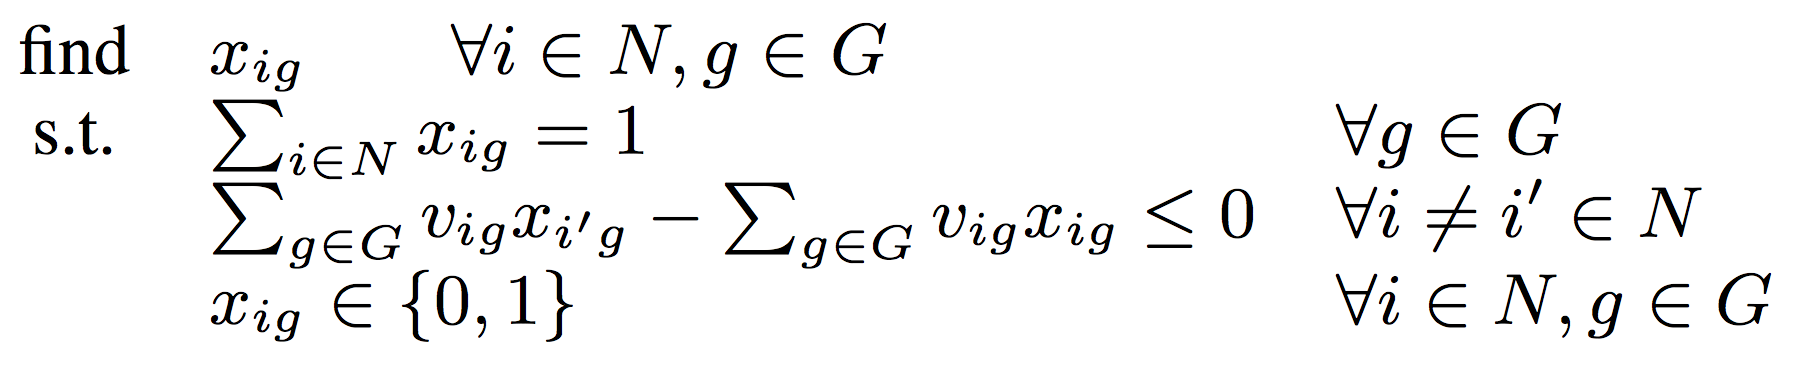 find x_{ig} ∀i ∈ N, g ∈ G
s.t. ∑_{i∈N} x_{ig} = 1 ∀g ∈ G
∑_{g∈G} v_{ig}x_{i′g} − ∑_{g∈G} v_{ig}x_{ig} ≤ 0 ∀i ≠ i′ ∈ N
x_{ig} ∈ {0, 1} ∀i ∈ N, g ∈ G